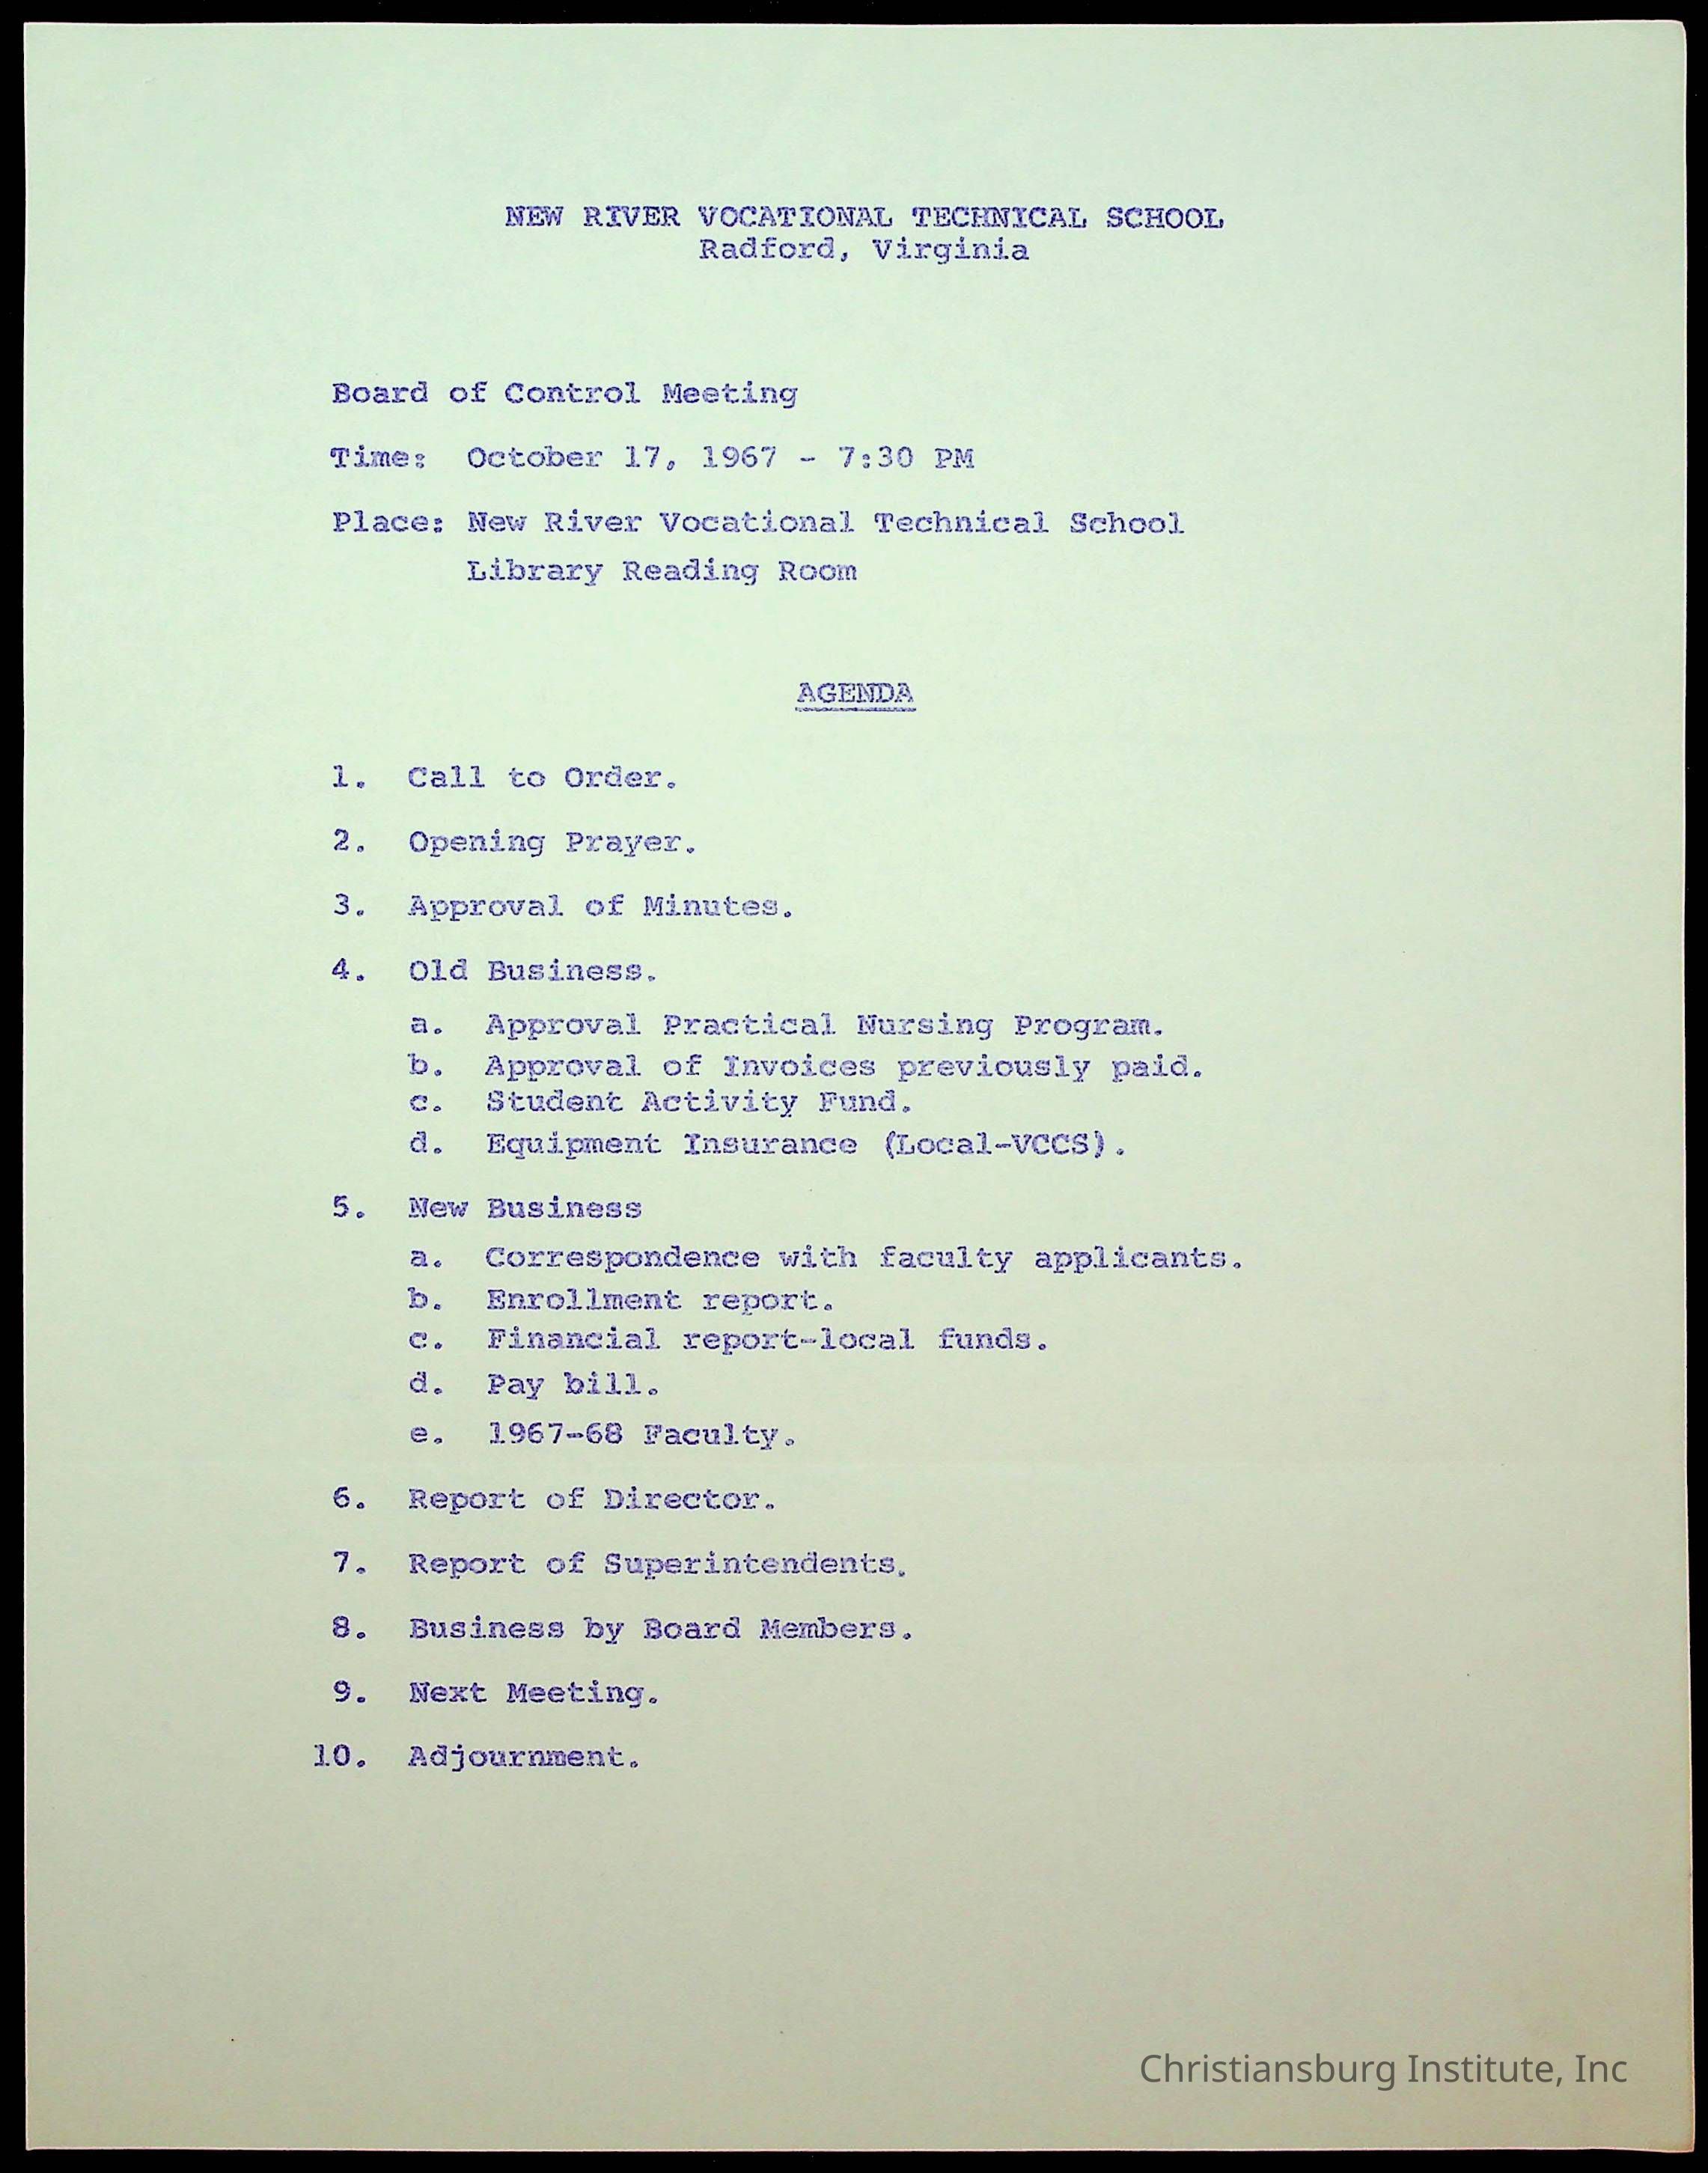 NEW RIVER VOCATIONAL TECHNICAL SCHOOL
Radford, Virginia
Board of Control Meeting
Time: October 17, 1967 - 7:30 PM
Place: New River Vocational Technical School
Library Reading Room
AGENDA
1. Call to Order.
2. Opening Prayer.
3. Approval of Minutes.
4. Old Business.
a. Approval Practical Nursing Program.
b. Approval of Invoices previously paid.
c. Student Activity Fund.
d. Equipment Insurance (Local-VCCS).
5. New Business
a. Correspondence with faculty applicants.
b. Enrollment report.
c. Financial report-local funds.
d. Pay bill.
e. 1967-68 Faculty.
6. Report of Director.
7. Report of Superintendents.
8. Business by Board Members.
9. Next Meeting.
10. Adjournment.
Christiansburg Institute, Inc